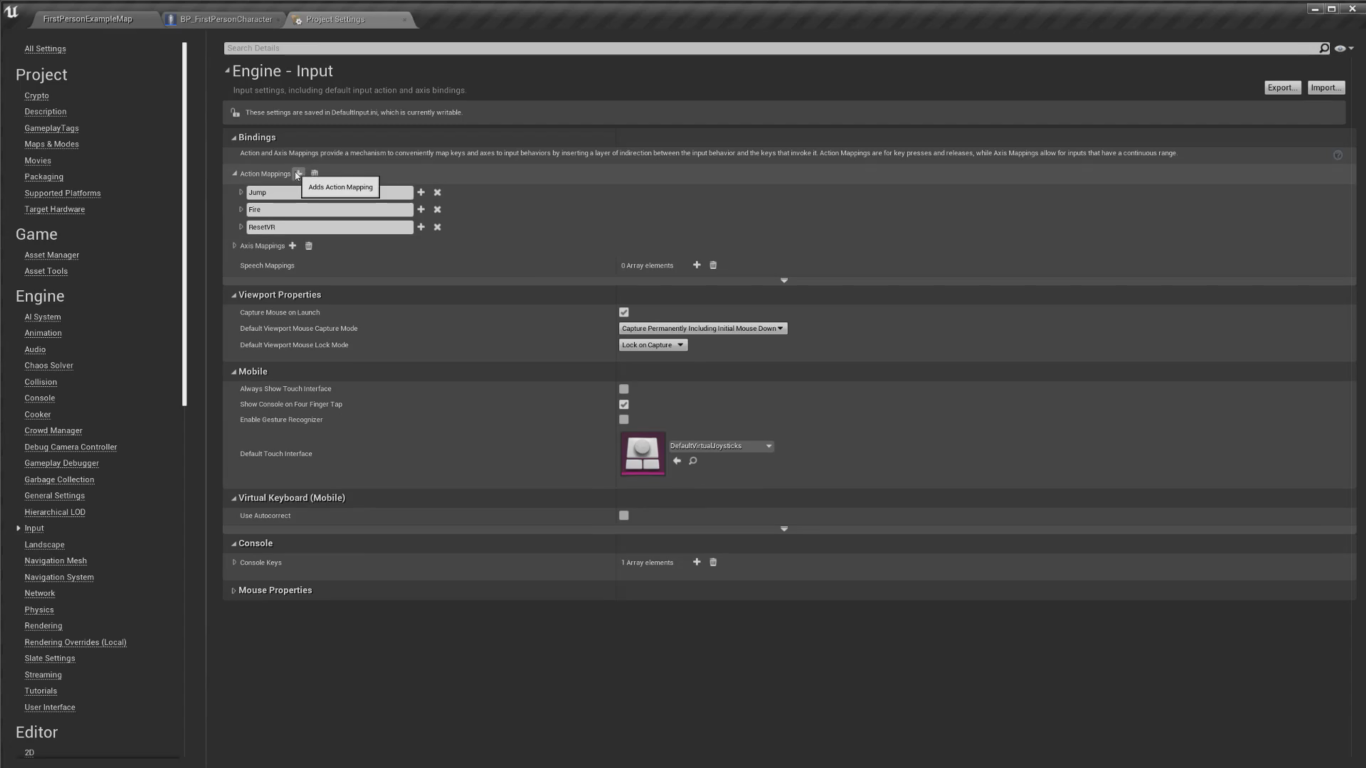 FirstPersonExampleMap
BP_FirstPersonCharacter
Project Settings
All Settings
Project
Crypto
Description
GameplayTags
Maps & Modes
Movies
Packaging
Supported Platforms
Target Hardware
Game
Asset Manager
Asset Tools
Engine
AI System
Animation
Audio
Chaos Solver
Collision
Console
Cooker
Crowd Manager
Debug Camera Controller
Gameplay Debugger
Garbage Collection
General Settings
Hierarchical LOD
Input
Landscape
Navigation Mesh
Navigation System
Network
Physics
Rendering
Rendering Overrides (Local)
Slate Settings
Streaming
Tutorials
User Interface
Editor
2D
Search Details
Engine - Input
Input settings, including default input action and axis bindings.
Export...
Import...
These settings are saved in DefaultInput.ini, which is currently writable.
Bindings
Action and Axis Mappings provide a mechanism to conveniently map keys and axes to input behaviors by inserting a layer of indirection between the input behavior and the keys that invoke it. Action Mappings are for key presses and releases, while Axis Mappings allow for inputs that have a continuous range.
Action Mappings
Adds Action Mapping
Jump
Fire
ResetVR
Axis Mappings
Speech Mappings
0 Array elements
Viewport Properties
Capture Mouse on Launch
Default Viewport Mouse Capture Mode
Capture Permanently Including Initial Mouse Down
Default Viewport Mouse Lock Mode
Lock on Capture
Mobile
Always Show Touch Interface
Show Console on Four Finger Tap
Enable Gesture Recognizer
Default Touch Interface
DefaultVirtualJoysticks
Virtual Keyboard (Mobile)
Use Autocorrect
Console
Console Keys
1 Array elements
Mouse Properties